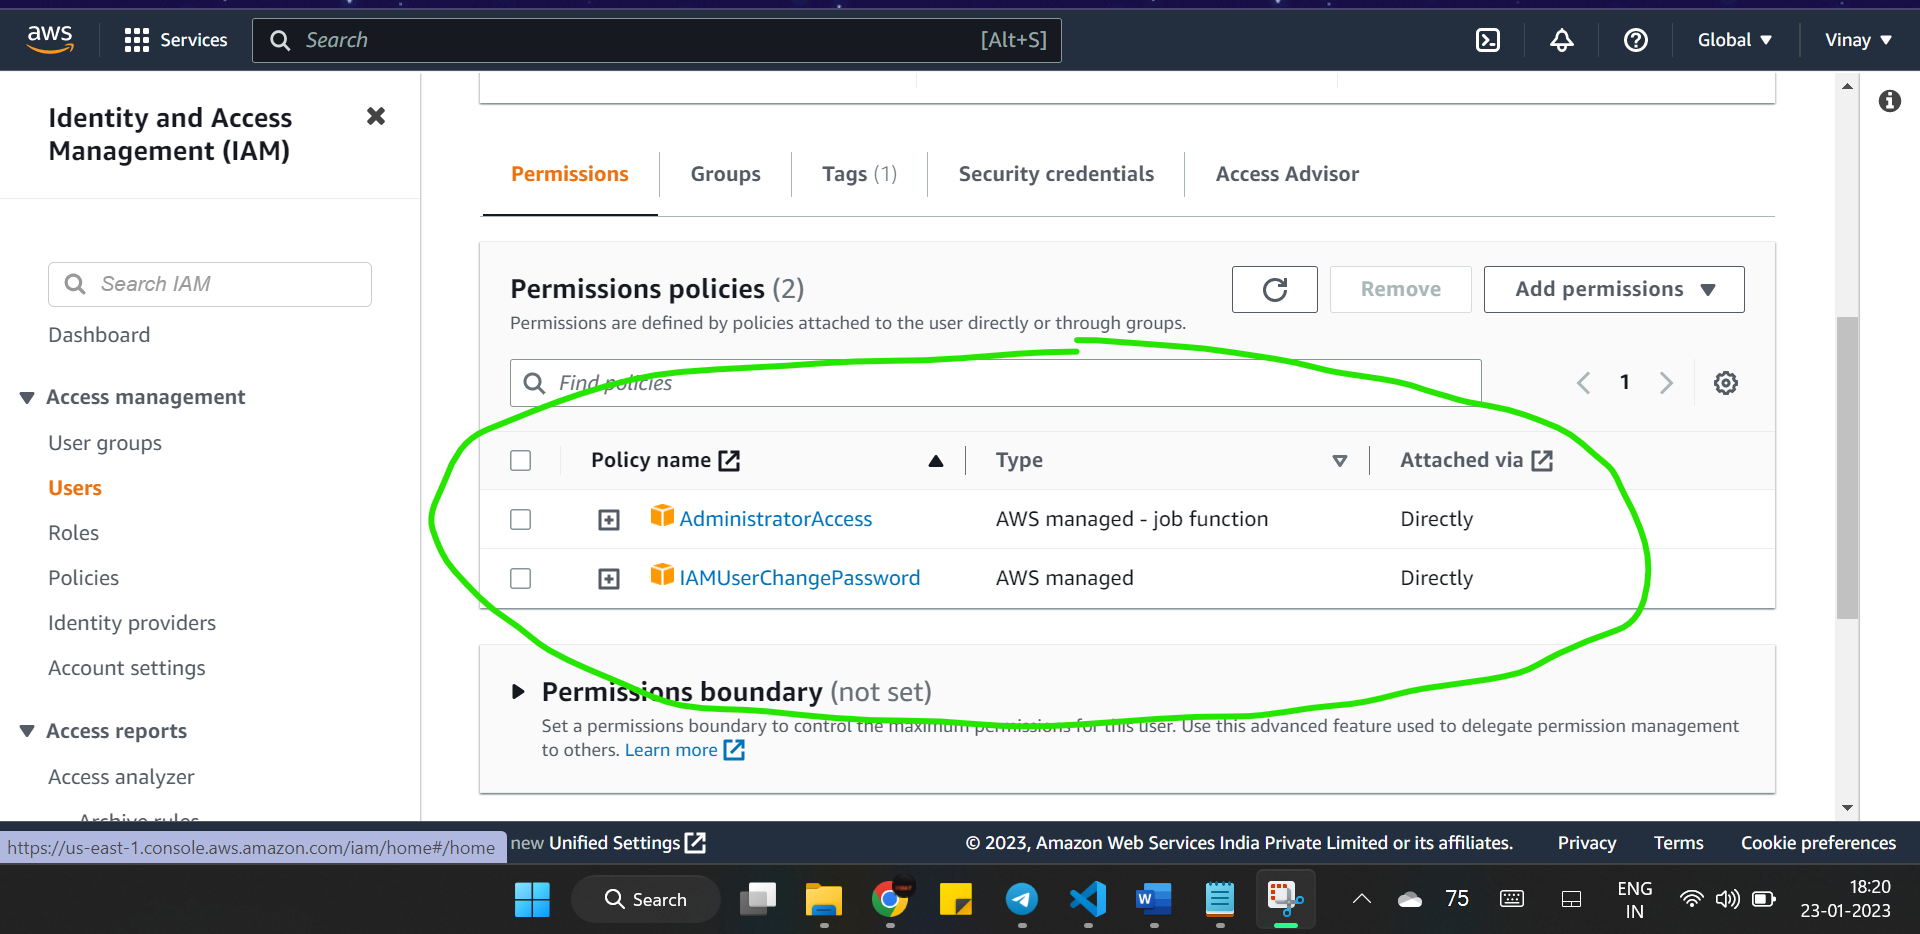 aws
Services
Search
[Alt+S]
Global
Vinay
Identity and Access
Management (IAM)
Search IAM
Dashboard
Access management
User groups
Users
Roles
Policies
Identity providers
Account settings
Access reports
Access analyzer
Archive rules
Permissions
Groups
Tags (1)
Security credentials
Access Advisor
Permissions policies (2)
Permissions are defined by policies attached to the user directly or through groups.
Remove
Add permissions
Find policies
1
Policy name
Type
Attached via
AdministratorAccess
AWS managed - job function
Directly
IAMUserChangePassword
AWS managed
Directly
Permissions boundary (not set)
Set a permissions boundary to control the maximum permissions for this user. Use this advanced feature used to delegate permission management
to others. Learn more
https://us-east-1.console.aws.amazon.com/iam/home#/home
new Unified Settings
© 2023, Amazon Web Services India Private Limited or its affiliates.
Privacy
Terms
Cookie preferences
Search
W
75
ENG
IN
18:20
23-01-2023